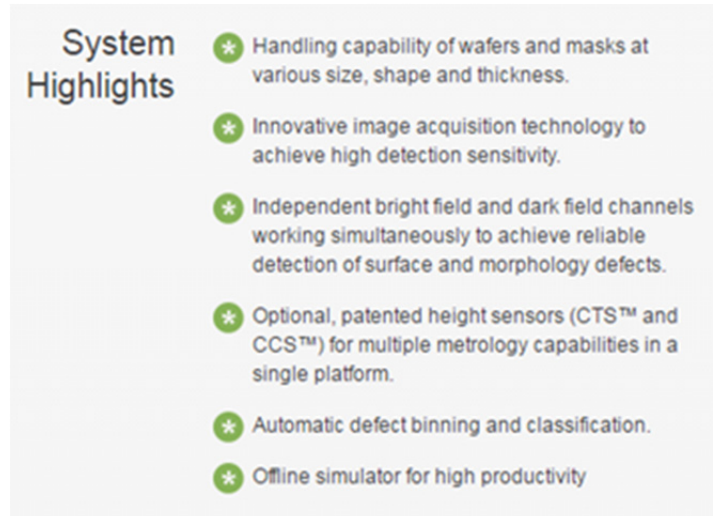 System
Highlights
Handling capability of wafers and masks at
various size, shape and thickness.
Innovative image acquisition technology to
achieve high detection sensitivity.
Independent bright field and dark field channels
working simultaneously to achieve reliable
detection of surface and morphology defects.
Optional, patented height sensors (CTS™ and
CCS™) for multiple metrology capabilities in a
single platform.
Automatic defect binning and classification.
Offline simulator for high productivity